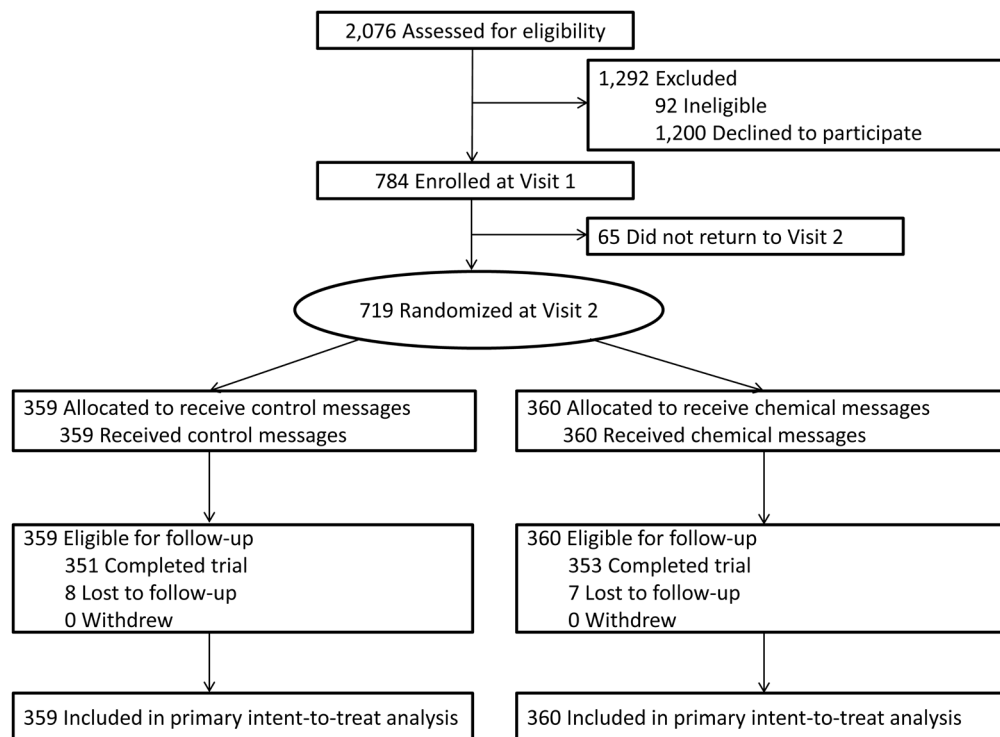 2,076 Assessed for eligibility
1,292 Excluded
92 Ineligible
1,200 Declined to participate
784 Enrolled at Visit 1
65 Did not return to Visit 2
719 Randomized at Visit 2
359 Allocated to receive control messages
359 Received control messages
360 Allocated to receive chemical messages
360 Received chemical messages
359 Eligible for follow-up
351 Completed trial
8 Lost to follow-up
0 Withdrew
360 Eligible for follow-up
353 Completed trial
7 Lost to follow-up
0 Withdrew
359 Included in primary intent-to-treat analysis
360 Included in primary intent-to-treat analysis